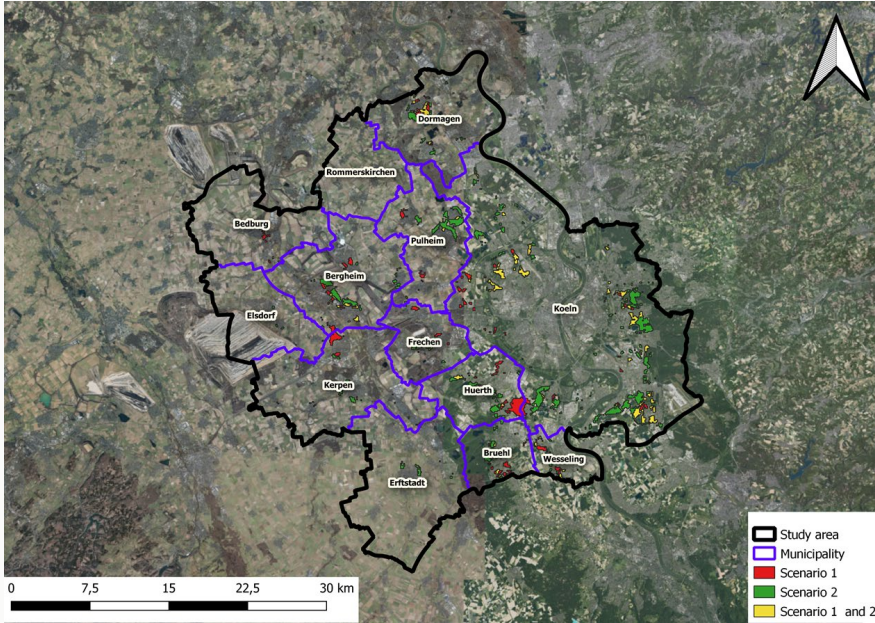 Dormagen
Rommerskirchen
Bedburg
Pulheim
Bergheim
Elsdorf
Koeln
Frechen
Kerpen
Huerth
Bruehl
Wesseling
Erftstadt
Study area
Municipality
Scenario 1
Scenario 2
Scenario 1 and 2
0 7,5 15 22,5 30 km